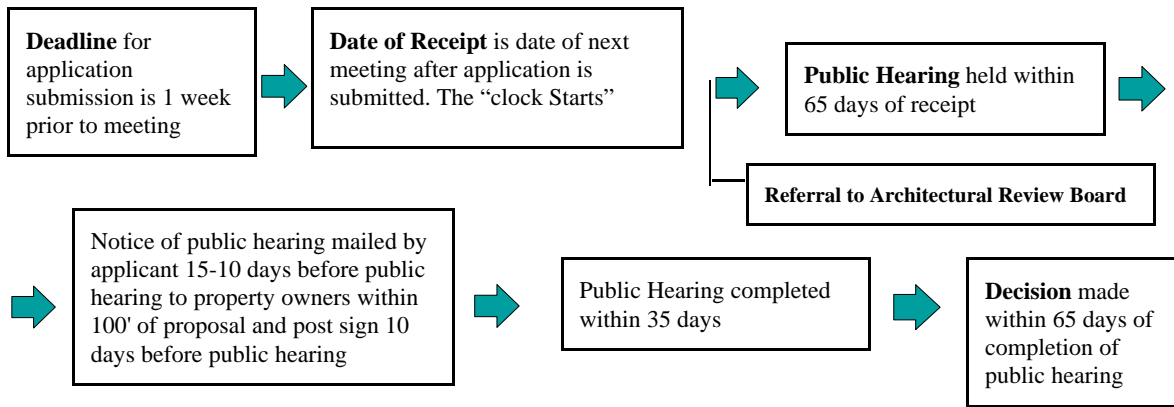 Deadline for
application
submission is 1 week
prior to meeting
Date of Receipt is date of next
meeting after application is
submitted. The “clock Starts”
Public Hearing held within
65 days of receipt
Referral to Architectural Review Board
Notice of public hearing mailed by
applicant 15-10 days before public
hearing to property owners within
100' of proposal and post sign 10
days before public hearing
Public Hearing completed
within 35 days
Decision made
within 65 days of
completion of
public hearing